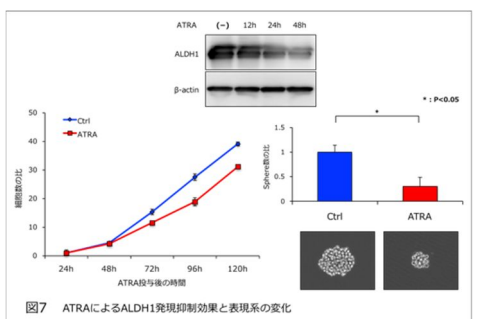 ATRA (−) 12h 24h 48h
ALDH1
β-actin
* : P<0.05
50
40
30
20
10
0
細胞数の比
Ctrl
ATRA
24h 48h 72h 96h 120h
ATRA投与後の時間
1.5
1
0.5
0
Sphere数の比
*
Ctrl ATRA
図7 ATRAによるALDH1発現抑制効果と表現系の変化